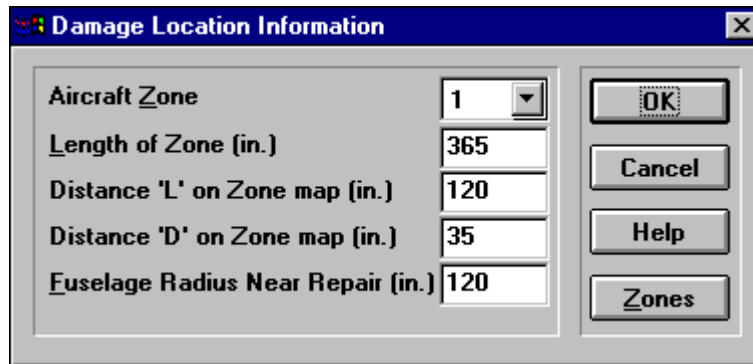 Damage Location Information
Aircraft Zone 1
Length of Zone (in.) 365
Distance 'L' on Zone map (in.) 120
Distance 'D' on Zone map (in.) 35
Fuselage Radius Near Repair (in.) 120
OK
Cancel
Help
Zones